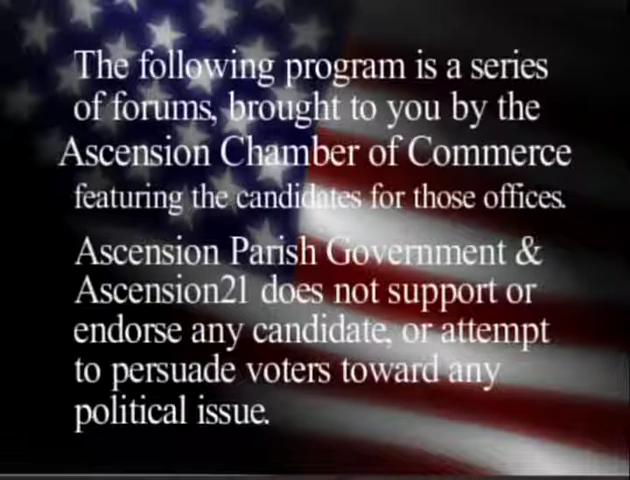 The following program is a series
of forums, brought to you by the
Ascension Chamber of Commerce
featuring the candidates for those offices.
Ascension Parish Government &
Ascension21 does not support or
endorse any candidate, or attempt
to persuade voters toward any
political issue.